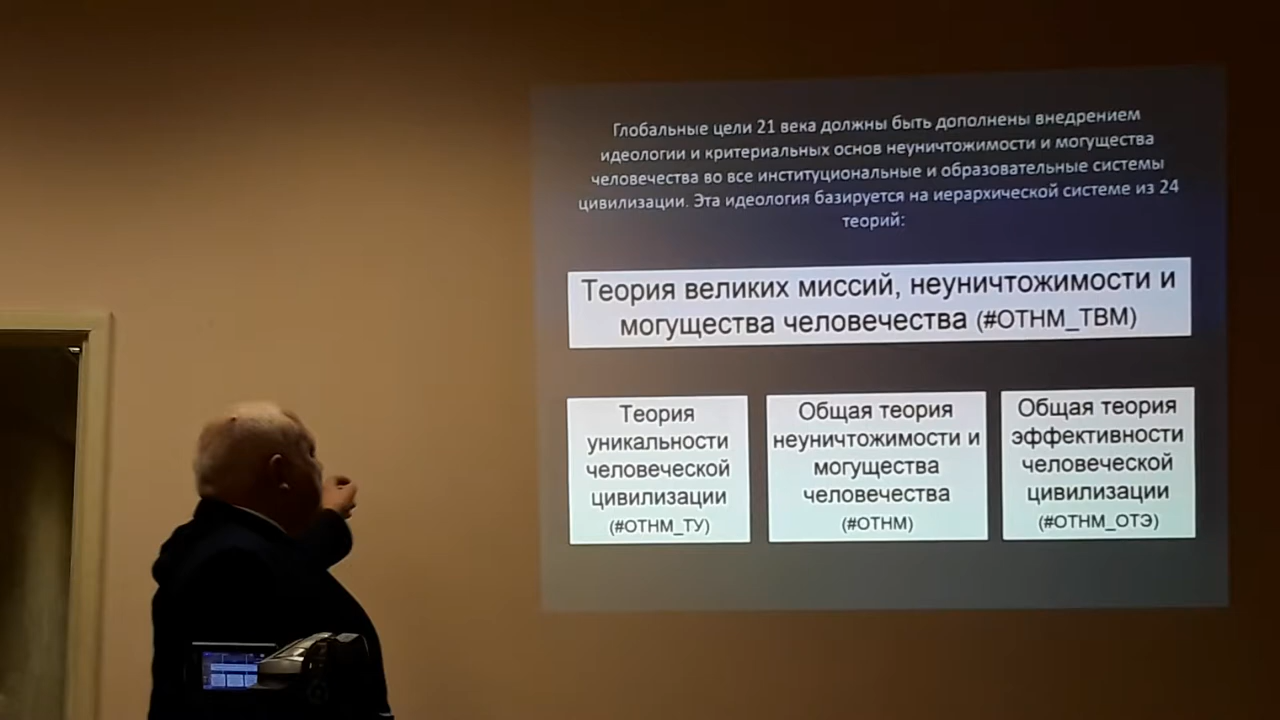 Глобальные цели 21 века должны быть дополнены внедрением
идеологии и критериальных основ неуничтожимости и могущества
человечества во все институциональные и образовательные системы
цивилизации. Эта идеология базируется на иерархической системе из 24
теорий:
Теория великих миссий, неуничтожимости и
могущества человечества (#ОТНМ_ТВМ)
Теория
уникальности
человеческой
цивилизации
(#ОТНМ_ТУ)
Общая теория
неуничтожимости и
могущества
человечества
(#ОТНМ)
Общая теория
эффективности
человеческой
цивилизации
(#ОТНМ_ОТЭ)